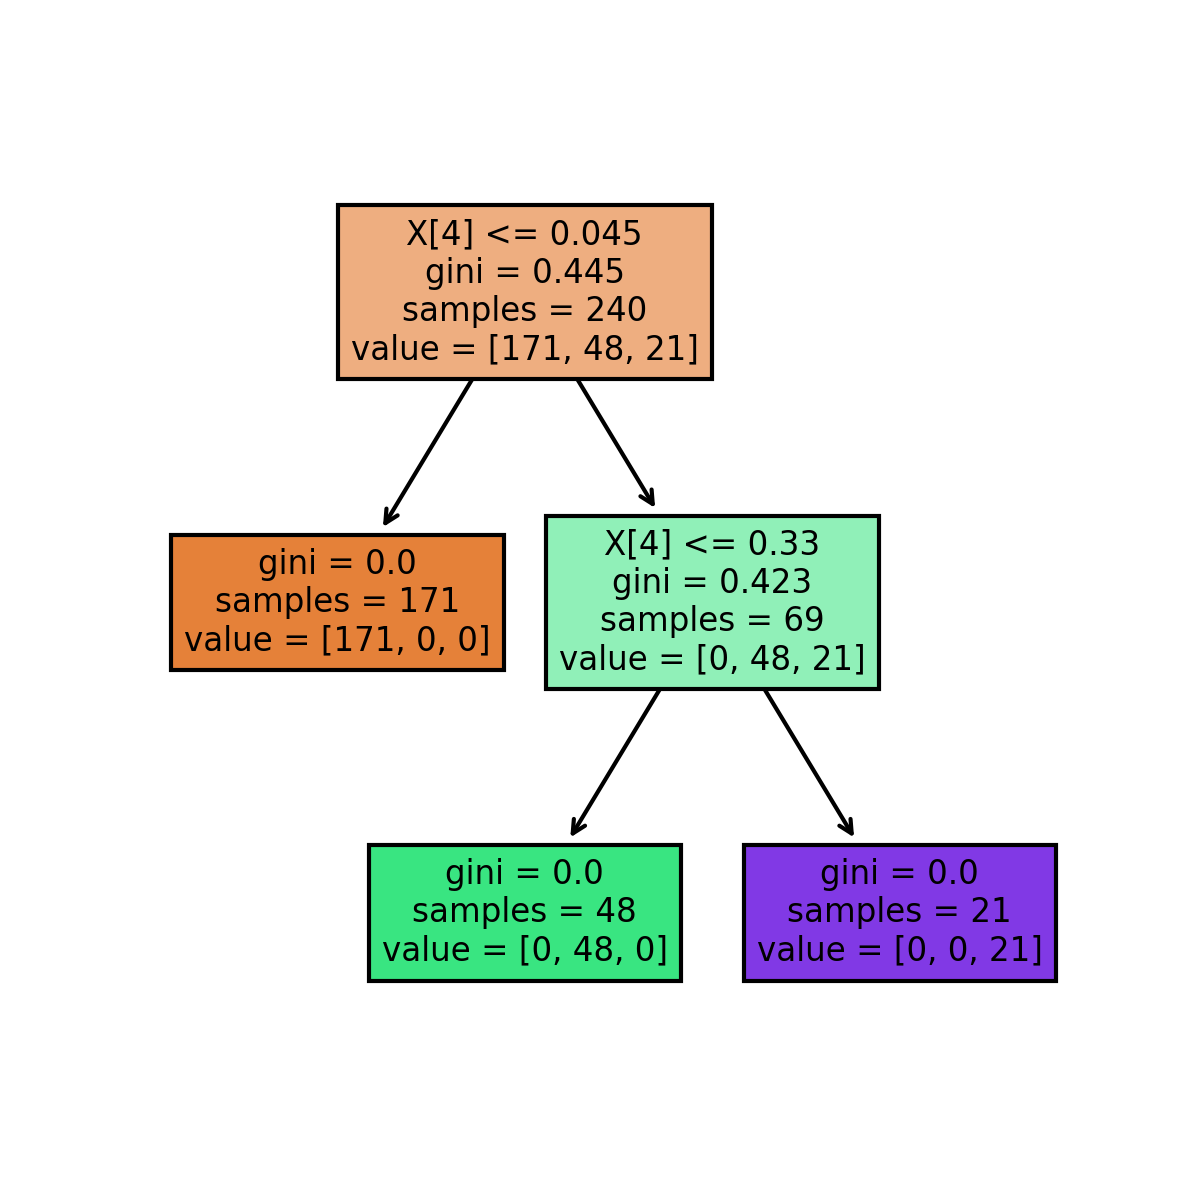 X[4] <= 0.045
gini = 0.445
samples = 240
value = [171, 48, 21]
gini = 0.0
samples = 171
value = [171, 0, 0]
X[4] <= 0.33
gini = 0.423
samples = 69
value = [0, 48, 21]
gini = 0.0
samples = 48
value = [0, 48, 0]
gini = 0.0
samples = 21
value = [0, 0, 21]